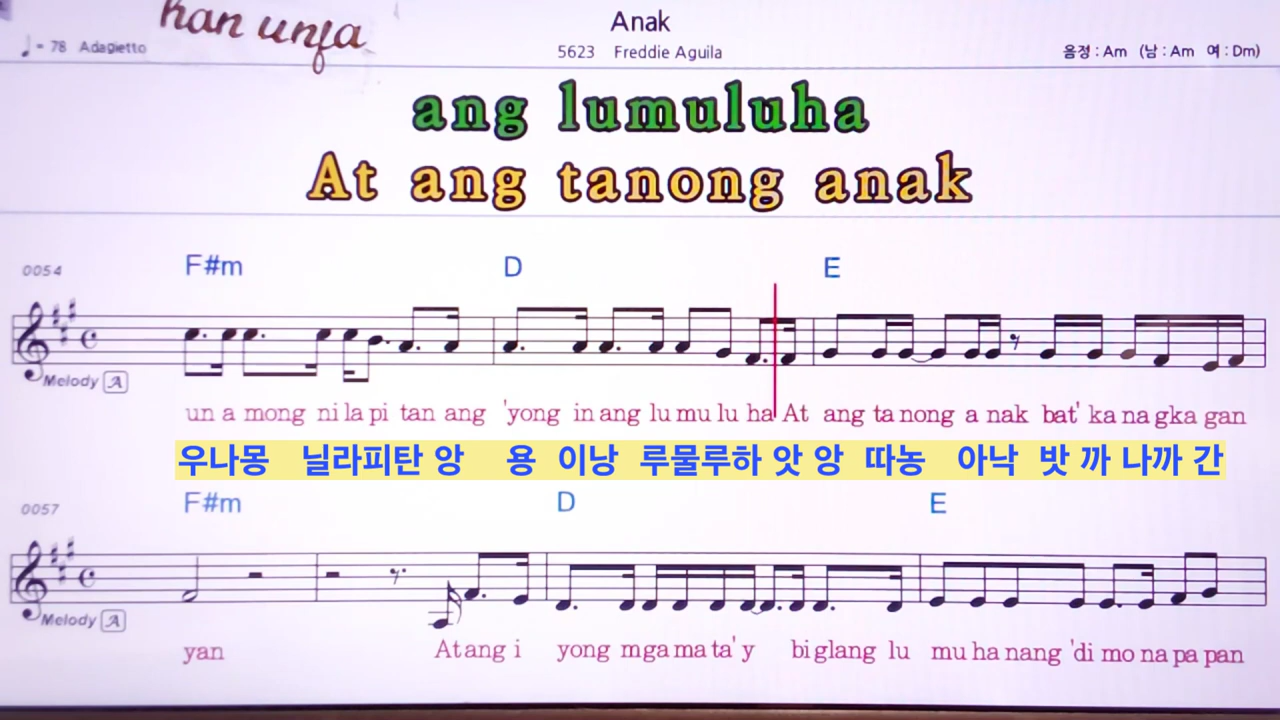 han unja
Anak
♩ = 78 Adagietto
5623 Freddie Aguila
음정 : Am (남 : Am 여 : Dm)
ang lumuluha
At ang tanong anak
0054
F#m D E
Melody A
un a mong ni la pi tan ang 'yong in ang lu mu lu ha At ang ta nong a nak bat' ka na gka gan
우나몽 닐라피탄 앙 용 이낭 루물루하 앗 앙 따농 아낙 밧 까 나까 간
0057
F#m D E
Melody A
yan At ang i yong mga ma ta' y bi glang lu mu ha nang 'di mo na pa pan